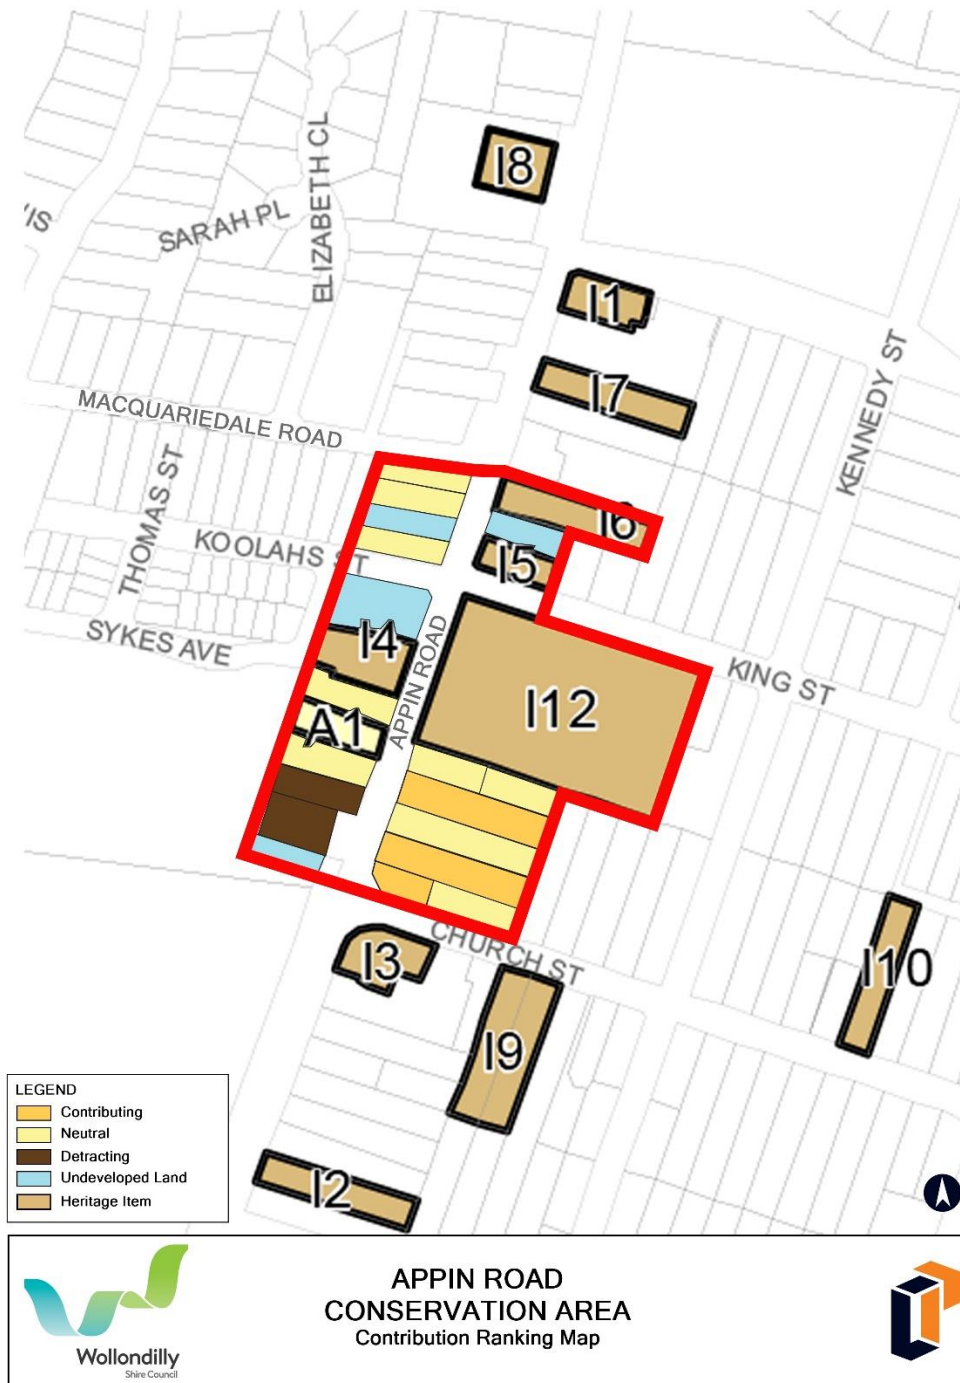 I8
ELIZABETH CL
SARAH PL
I1
I7
KENNEDY ST
MACQUARIEDALE ROAD
THOMAS ST
I6
KOOLAHS ST
I5
SYKES AVE
I4
APPIN ROAD
KING ST
I12
A1
CHURCH ST
I3
I10
I9
I2
LEGEND
Contributing
Neutral
Detracting
Undeveloped Land
Heritage Item
Wollondilly
Shire Council
APPIN ROAD
CONSERVATION AREA
Contribution Ranking Map